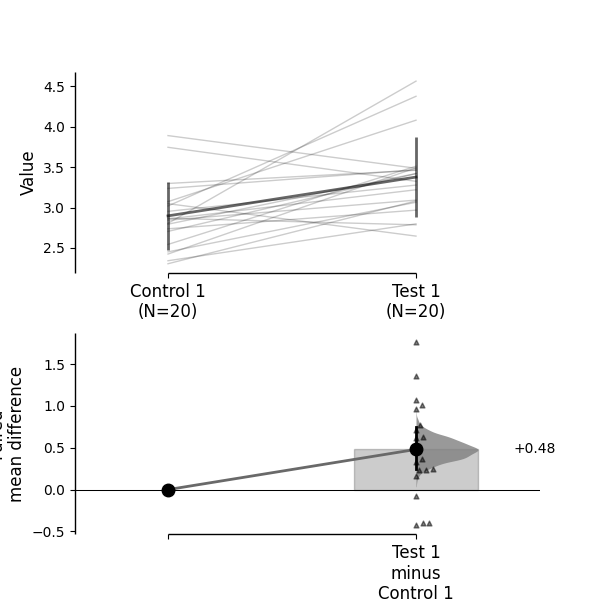 4.5
4.0
3.5
3.0
2.5
Value
Control 1
(N=20)
Test 1
(N=20)
1.5
1.0
0.5
0.0
−0.5
mean difference
+0.48
Test 1
minus
Control 1